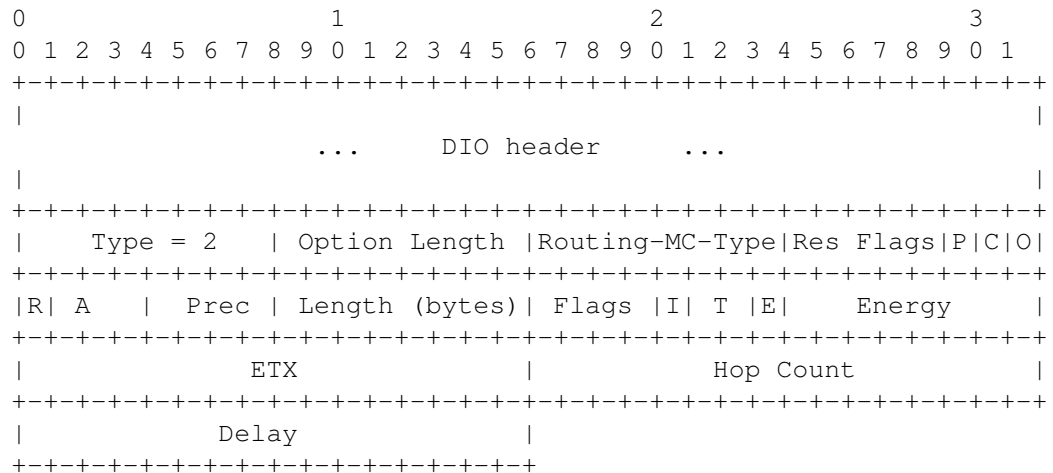 0                   1                   2                   3
0 1 2 3 4 5 6 7 8 9 0 1 2 3 4 5 6 7 8 9 0 1 2 3 4 5 6 7 8 9 0 1
+-+-+-+-+-+-+-+-+-+-+-+-+-+-+-+-+-+-+-+-+-+-+-+-+-+-+-+-+-+-+-+-+
|                                                               |
                   ...     DIO header     ...
|                                                               |
+-+-+-+-+-+-+-+-+-+-+-+-+-+-+-+-+-+-+-+-+-+-+-+-+-+-+-+-+-+-+-+-+
|    Type = 2   | Option Length |Routing-MC-Type|Res Flags|P|C|O|
+-+-+-+-+-+-+-+-+-+-+-+-+-+-+-+-+-+-+-+-+-+-+-+-+-+-+-+-+-+-+-+-+
|R| A   |  Prec | Length (bytes)| Flags |I| T |E|    Energy     |
+-+-+-+-+-+-+-+-+-+-+-+-+-+-+-+-+-+-+-+-+-+-+-+-+-+-+-+-+-+-+-+-+
|              ETX              |           Hop Count           |
+-+-+-+-+-+-+-+-+-+-+-+-+-+-+-+-+-+-+-+-+-+-+-+-+-+-+-+-+-+-+-+-+
|            Delay              |
+-+-+-+-+-+-+-+-+-+-+-+-+-+-+-+-+